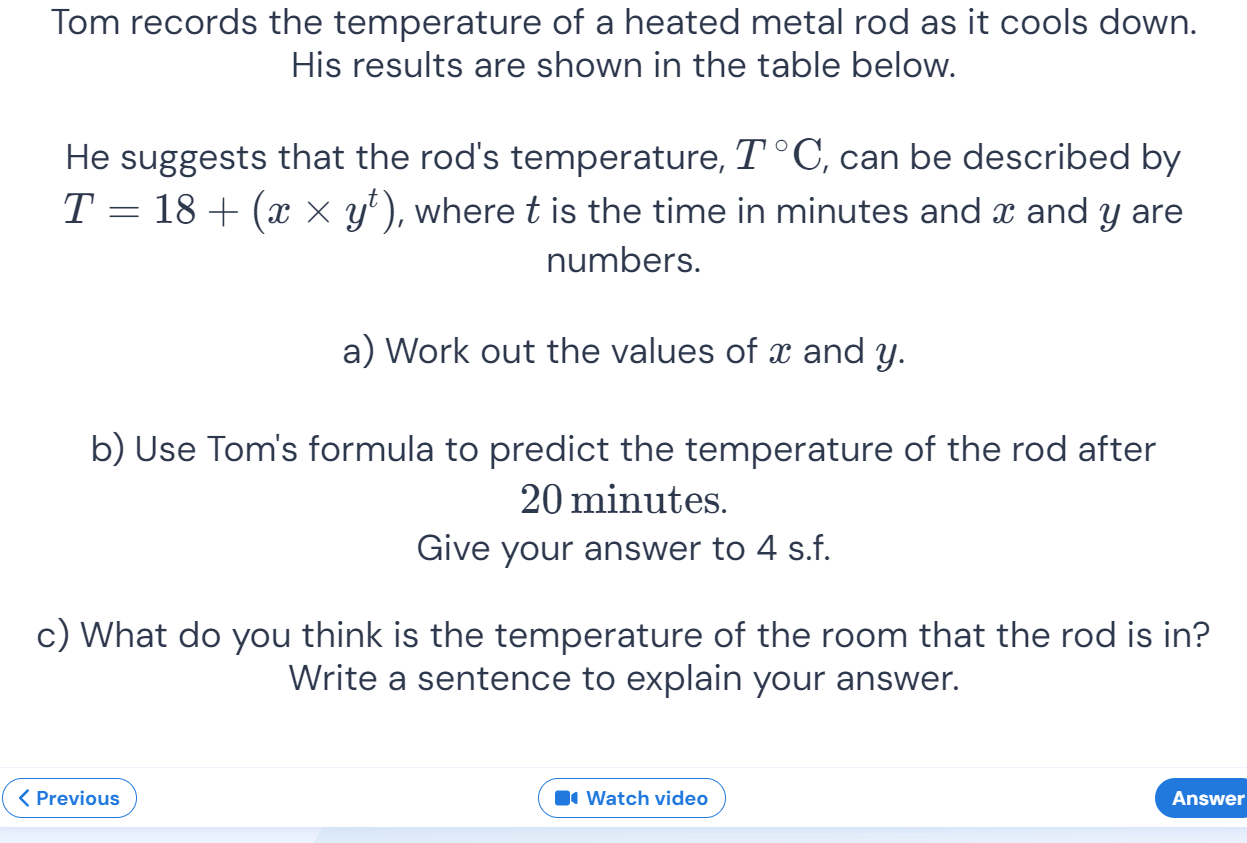 Tom records the temperature of a heated metal rod as it cools down.
His results are shown in the table below.
He suggests that the rod's temperature, T °C, can be described by
T = 18 + (x × yᵗ), where t is the time in minutes and x and y are
numbers.
a) Work out the values of x and y.
b) Use Tom's formula to predict the temperature of the rod after
20 minutes.
Give your answer to 4 s.f.
c) What do you think is the temperature of the room that the rod is in?
Write a sentence to explain your answer.
Previous
Watch video
Answer